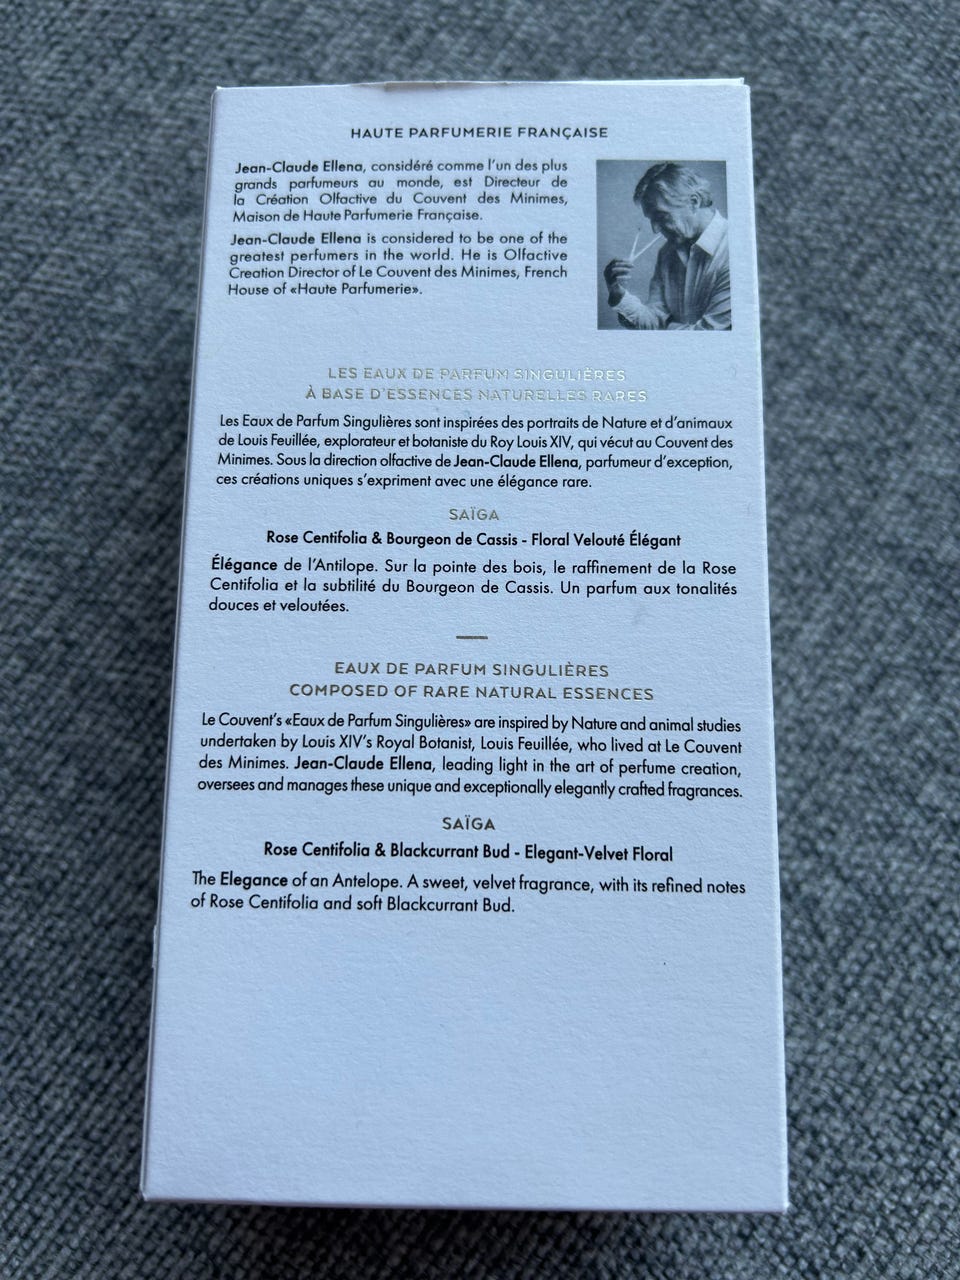 HAUTE PARFUMERIE FRANÇAISE
Jean-Claude Ellena, considéré comme l'un des plus
grands parfumeurs au monde, est Directeur de
la Création Olfactive du Couvent des Minimes,
Maison de Haute Parfumerie Française.
Jean-Claude Ellena is considered to be one of the
greatest perfumers in the world. He is Olfactive
Creation Director of Le Couvent des Minimes, French
House of «Haute Parfumerie».
LES EAUX DE PARFUM SINGULIÈRES
À BASE D'ESSENCES NATURELLES RARES
Les Eaux de Parfum Singulières sont inspirées des portraits de Nature et d'animaux
de Louis Feuillée, explorateur et botaniste du Roy Louis XIV, qui vécut au Couvent des
Minimes. Sous la direction olfactive de Jean-Claude Ellena, parfumeur d'exception,
ces créations uniques s'expriment avec une élégance rare.
SAÏGA
Rose Centifolia & Bourgeon de Cassis - Floral Velouté Élégant
Élégance de l'Antilope. Sur la pointe des bois, le raffinement de la Rose
Centifolia et la subtilité du Bourgeon de Cassis. Un parfum aux tonalités
douces et veloutées.
EAUX DE PARFUM SINGULIÈRES
COMPOSED OF RARE NATURAL ESSENCES
Le Couvent's «Eaux de Parfum Singulières» are inspired by Nature and animal studies
undertaken by Louis XIV's Royal Botanist, Louis Feuillée, who lived at Le Couvent
des Minimes. Jean-Claude Ellena, leading light in the art of perfume creation,
oversees and manages these unique and exceptionally elegantly crafted fragrances.
SAÏGA
Rose Centifolia & Blackcurrant Bud - Elegant-Velvet Floral
The Elegance of an Antelope. A sweet, velvet fragrance, with its refined notes
of Rose Centifolia and soft Blackcurrant Bud.